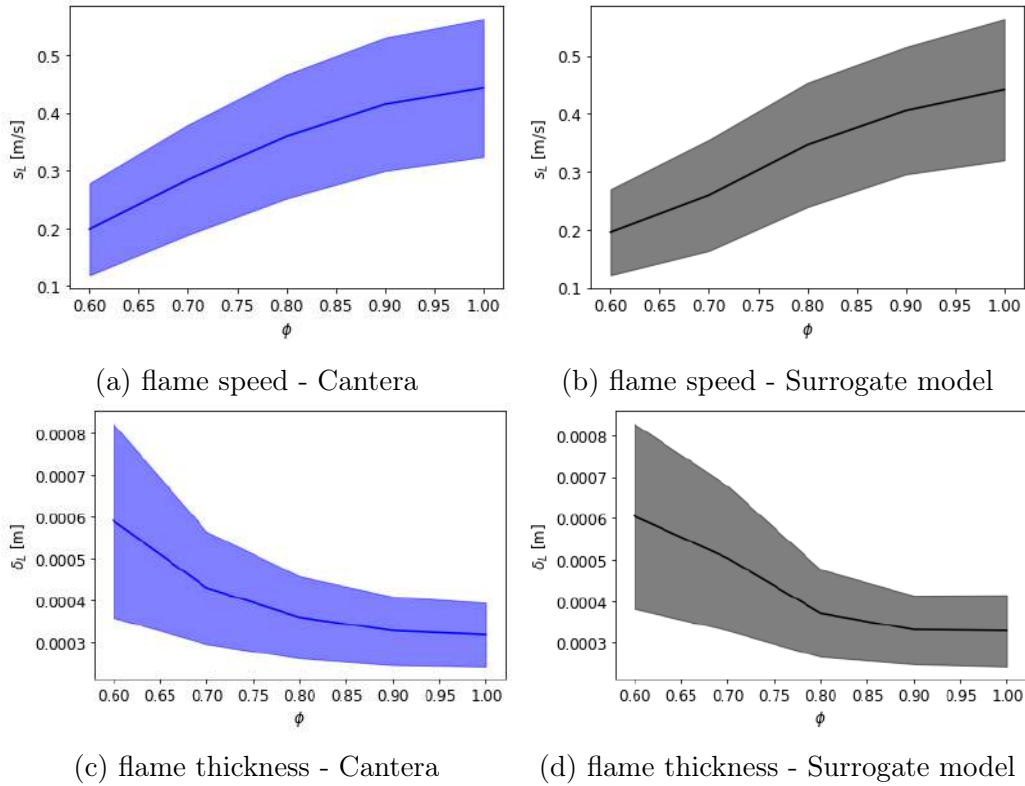 0.5
0.4
0.3
0.2
0.1
s_L [m/s]
0.60 0.65 0.70 0.75 0.80 0.85 0.90 0.95 1.00
ϕ
(a) flame speed - Cantera
0.5
0.4
0.3
0.2
0.1
s_L [m/s]
0.60 0.65 0.70 0.75 0.80 0.85 0.90 0.95 1.00
ϕ
(b) flame speed - Surrogate model
0.0008
0.0007
0.0006
0.0005
0.0004
0.0003
δ_L [m]
0.60 0.65 0.70 0.75 0.80 0.85 0.90 0.95 1.00
ϕ
(c) flame thickness - Cantera
0.0008
0.0007
0.0006
0.0005
0.0004
0.0003
δ_L [m]
0.60 0.65 0.70 0.75 0.80 0.85 0.90 0.95 1.00
ϕ
(d) flame thickness - Surrogate model